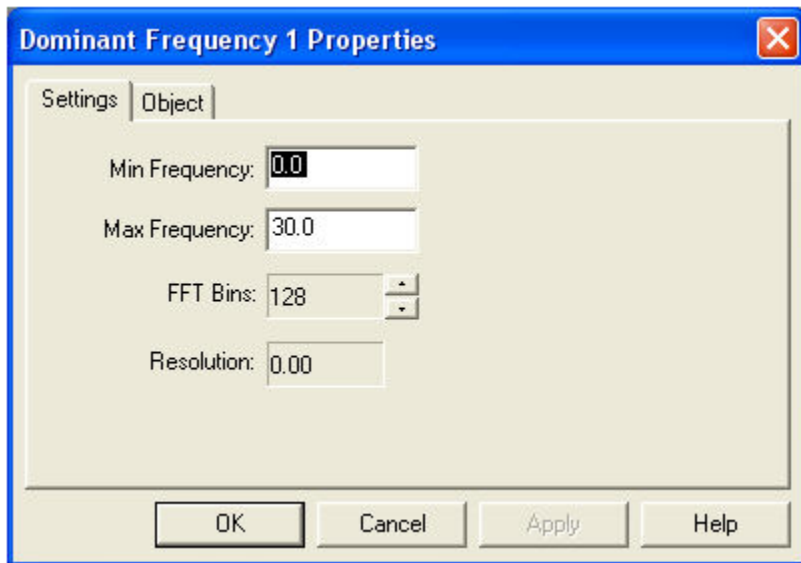 Dominant Frequency 1 Properties
Settings Object
Min Frequency: 0.0
Max Frequency: 30.0
FFT Bins: 128
Resolution: 0.00
OK Cancel Apply Help